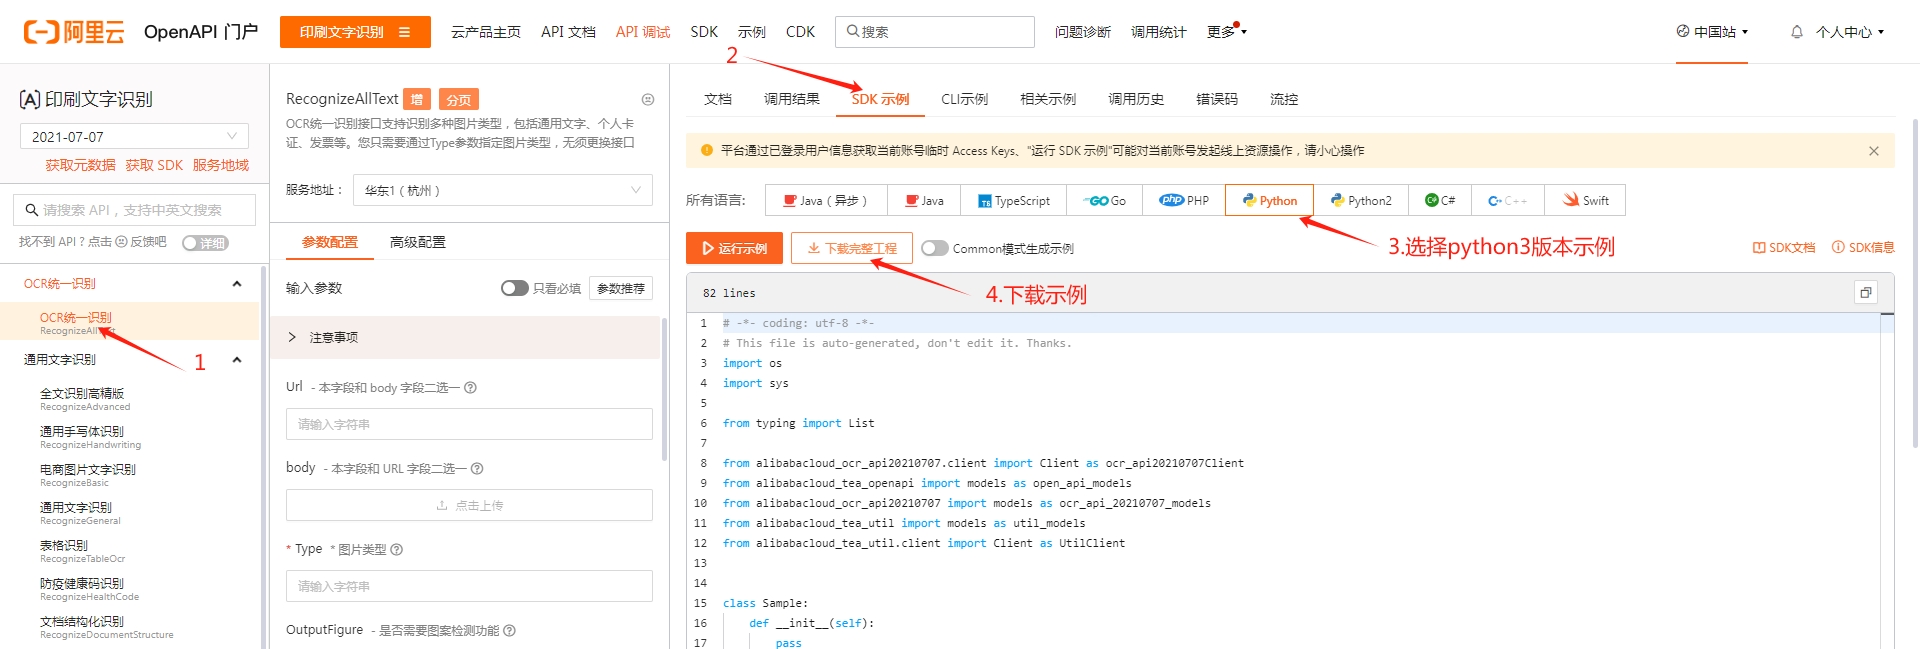 阿里云
OpenAPI 门户
印刷文字识别
云产品主页
API 文档
API 调试
SDK
示例
CDK
搜索
问题诊断
调用统计
更多
中国站
个人中心
2
[A] 印刷文字识别
2021-07-07
获取元数据 获取 SDK 服务地域
请搜索 API，支持中英文搜索
找不到 API ? 点击 反馈吧 详细
OCR统一识别
OCR统一识别
1
通用文字识别
全文识别高精版
RecognizeAdvanced
通用手写体识别
RecognizeHandwriting
电商图片文字识别
RecognizeBasic
通用文字识别
RecognizeGeneral
表格识别
RecognizeTableOcr
防疫健康码识别
RecognizeHealthCode
文档结构化识别
RecognizeDocumentStructure
RecognizeAllText 增 分页
OCR统一识别接口支持识别多种图片类型，包括通用文字、个人卡
证、发票等。您只需要通过Type参数指定图片类型，无须更换接口
服务地址： 华东1（杭州）
参数配置 高级配置
输入参数 只看必填 参数推荐
注意事项
Url - 本字段和 body 字段二选一
请输入字符串
body - 本字段和 URL 字段二选一
点击上传
* Type * 图片类型
请输入字符串
OutputFigure - 是否需要图案检测功能
文档 调用结果 SDK 示例 CLI示例 相关示例 调用历史 错误码 流控
平台通过已登录用户信息获取当前账号临时 Access Keys、"运行 SDK 示例"可能对当前账号发起线上资源操作，请小心操作
所有语言: Java（异步） Java TypeScript Go PHP Python Python2 C# C++ Swift
运行示例 下载完整工程 Common模式生成示例
3.选择python3版本示例
SDK文档 SDK信息
4.下载示例
82 lines
1 # -*- coding: utf-8 -*-
2 # This file is auto-generated, don't edit it. Thanks.
3 import os
4 import sys
5
6 from typing import List
7
8 from alibabacloud_ocr_api20210707.client import Client as ocr_api20210707Client
9 from alibabacloud_tea_openapi import models as open_api_models
10 from alibabacloud_ocr_api20210707 import models as ocr_api_20210707_models
11 from alibabacloud_tea_util import models as util_models
12 from alibabacloud_tea_util.client import Client as UtilClient
13
14
15 class Sample:
16 def __init__(self):
17 pass